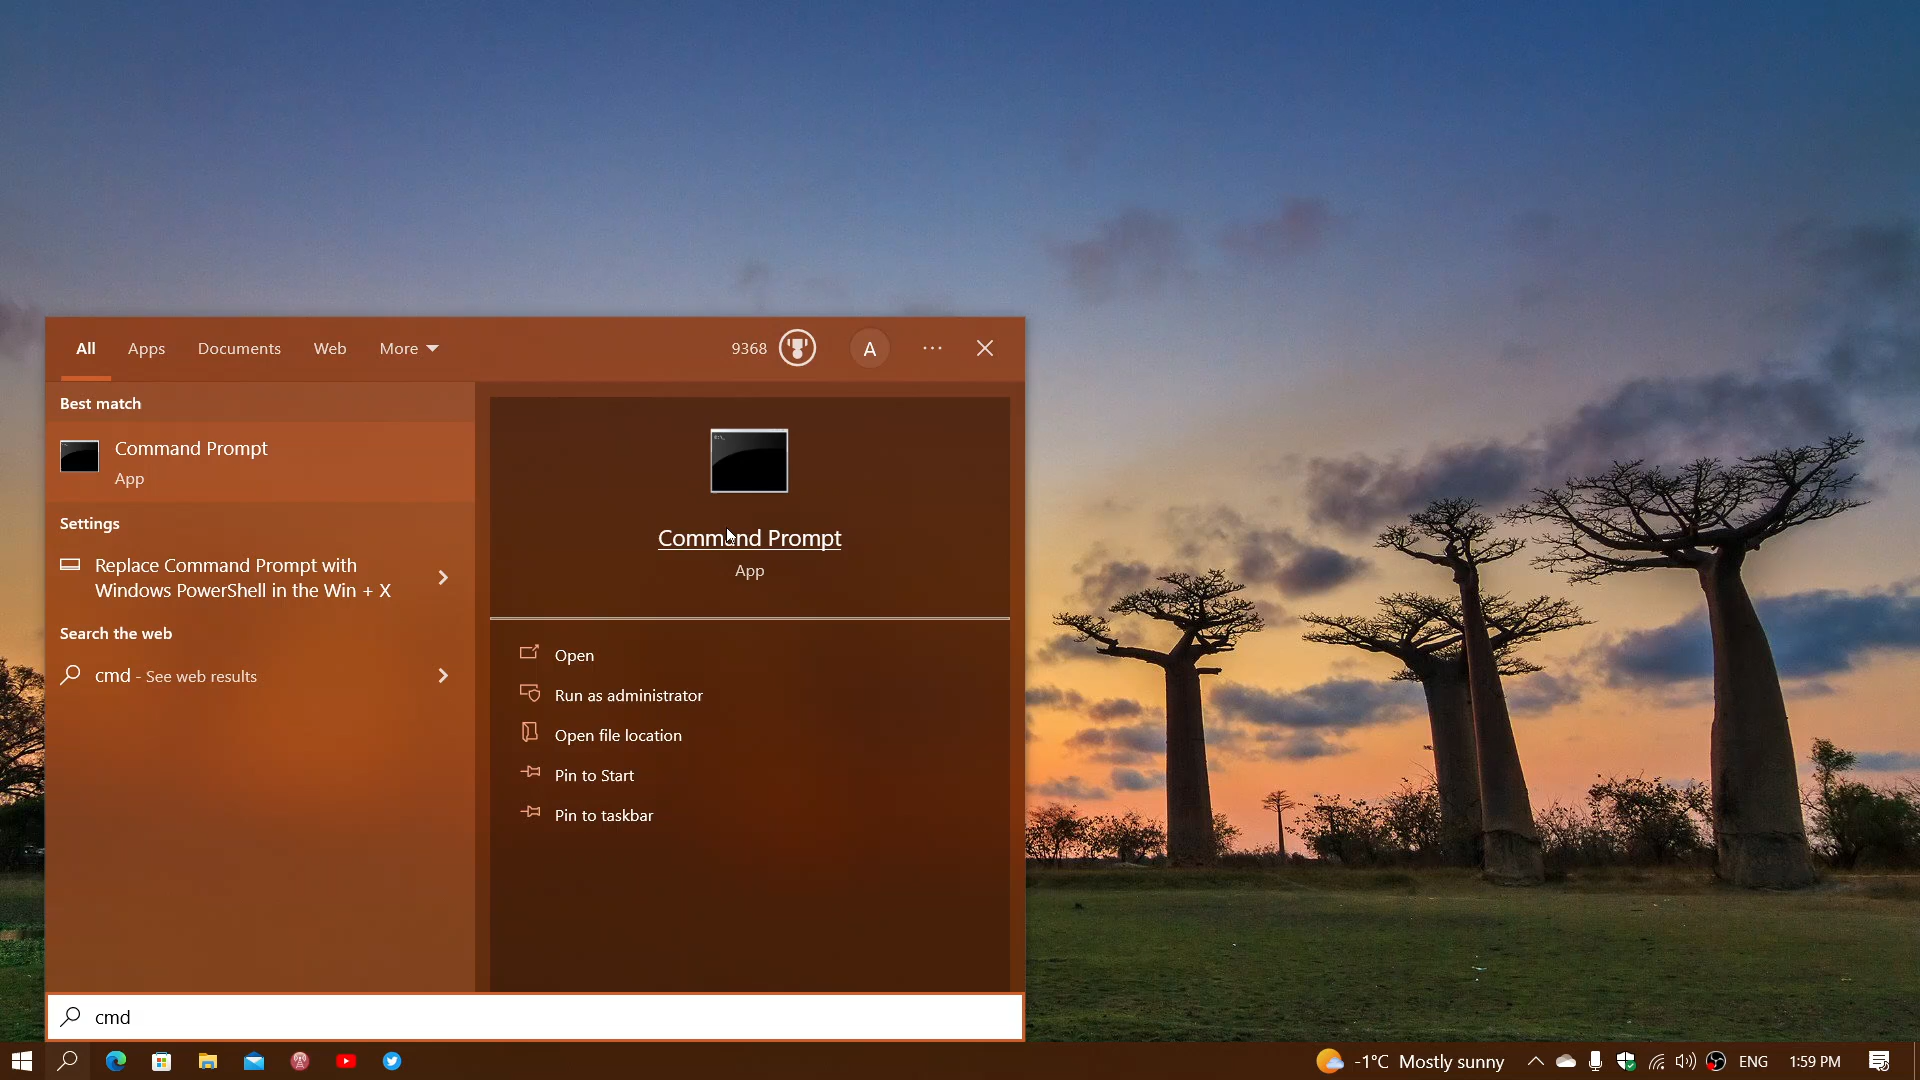 All Apps Documents Web More 9368 A
Best match
Command Prompt
App
Settings
Replace Command Prompt with
Windows PowerShell in the Win + X
Search the web
cmd - See web results
Command Prompt
App
Open
Run as administrator
Open file location
Pin to Start
Pin to taskbar
cmd
-1°C Mostly sunny ENG 1:59 PM